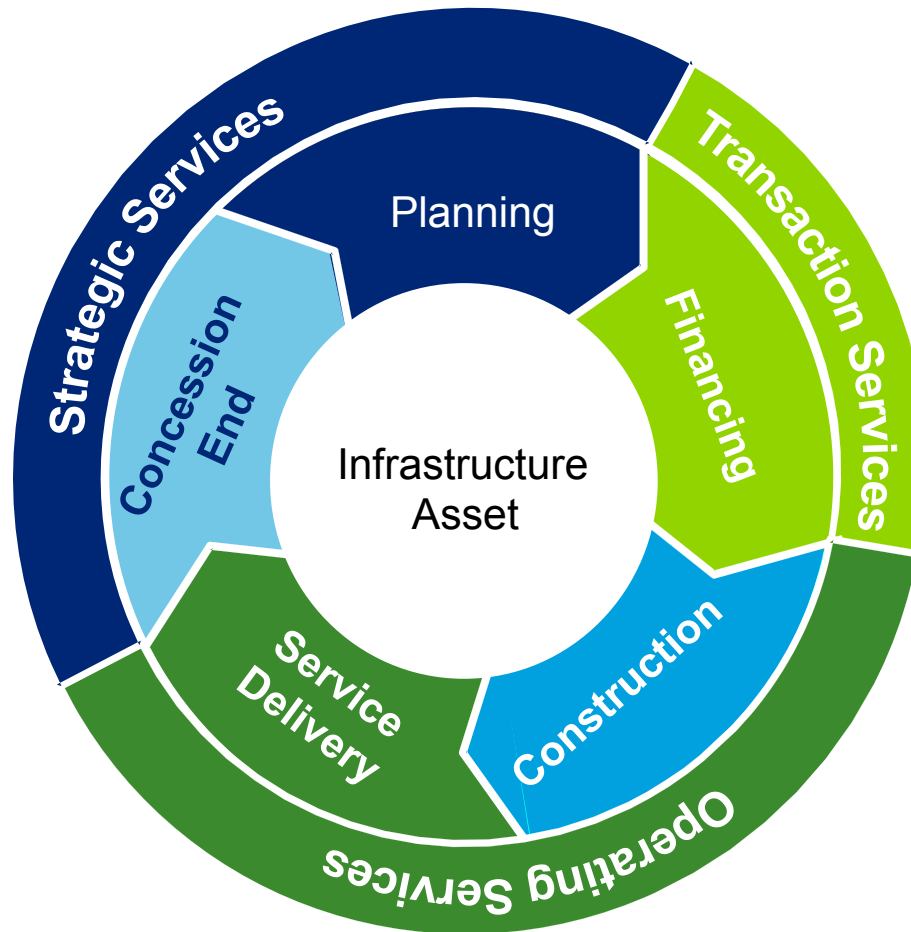 Strategic Services
Transaction Services
Planning
Financing
Concession
End
Infrastructure
Asset
Construction
Service
Delivery
Operating Services